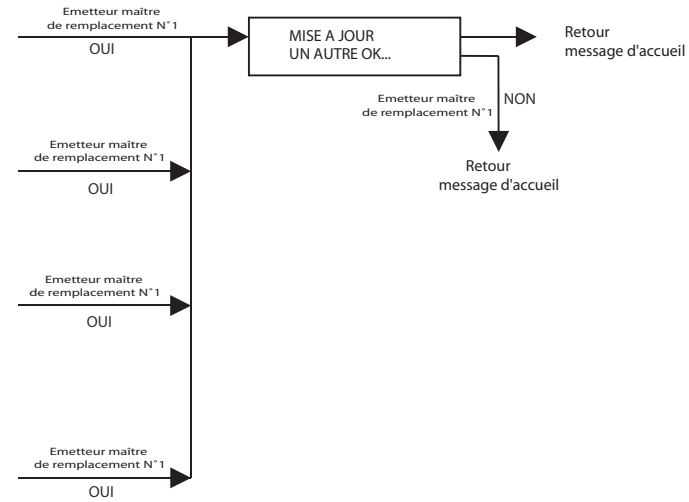 Emetteur maître
de remplacement N°1
OUI
MISE A JOUR
UN AUTRE OK...
Retour
message d'accueil
Emetteur maître
de remplacement N°1
NON
Retour
message d'accueil
Emetteur maître
de remplacement N°1
OUI
Emetteur maître
de remplacement N°1
OUI
Emetteur maître
de remplacement N°1
OUI